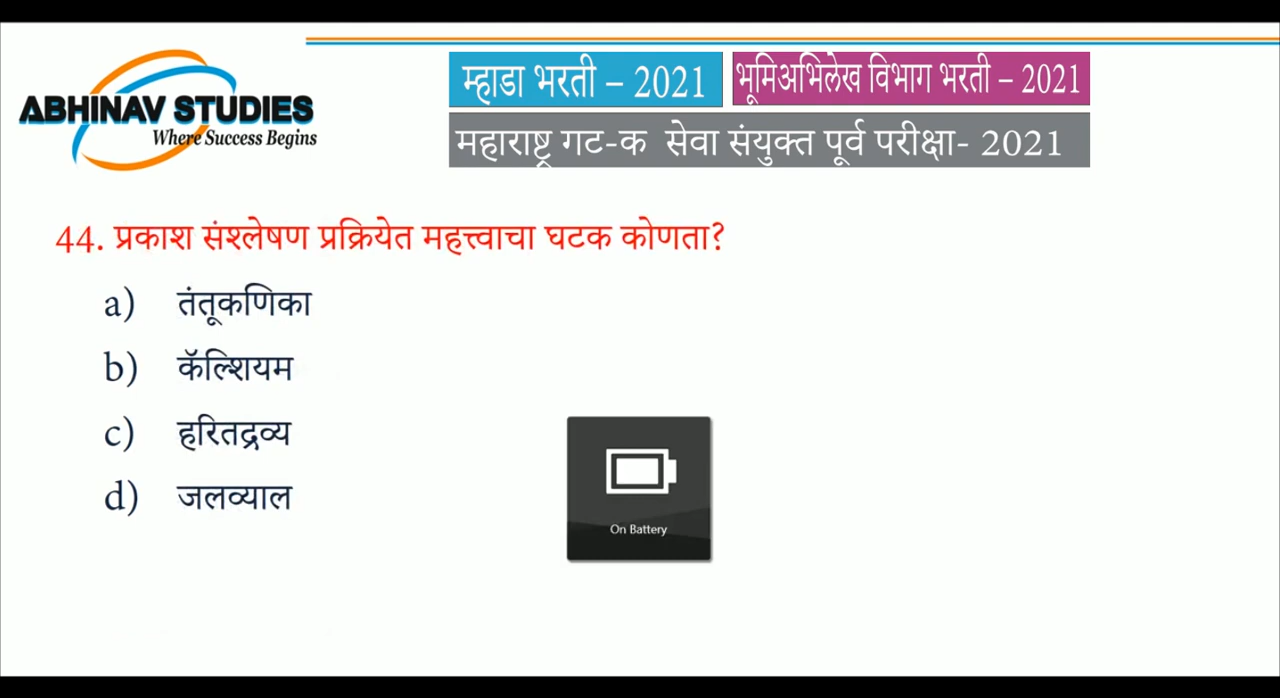 ABHINAV STUDIES
Where Success Begins
म्हाडा भरती – 2021
भूमिअभिलेख विभाग भरती – 2021
महाराष्ट्र गट-क सेवा संयुक्त पूर्व परीक्षा- 2021
44. प्रकाश संश्लेषण प्रक्रियेत महत्त्वाचा घटक कोणता?
a) तंतूकणिका
b) कॅल्शियम
c) हरितद्रव्य
d) जलव्याल
On Battery